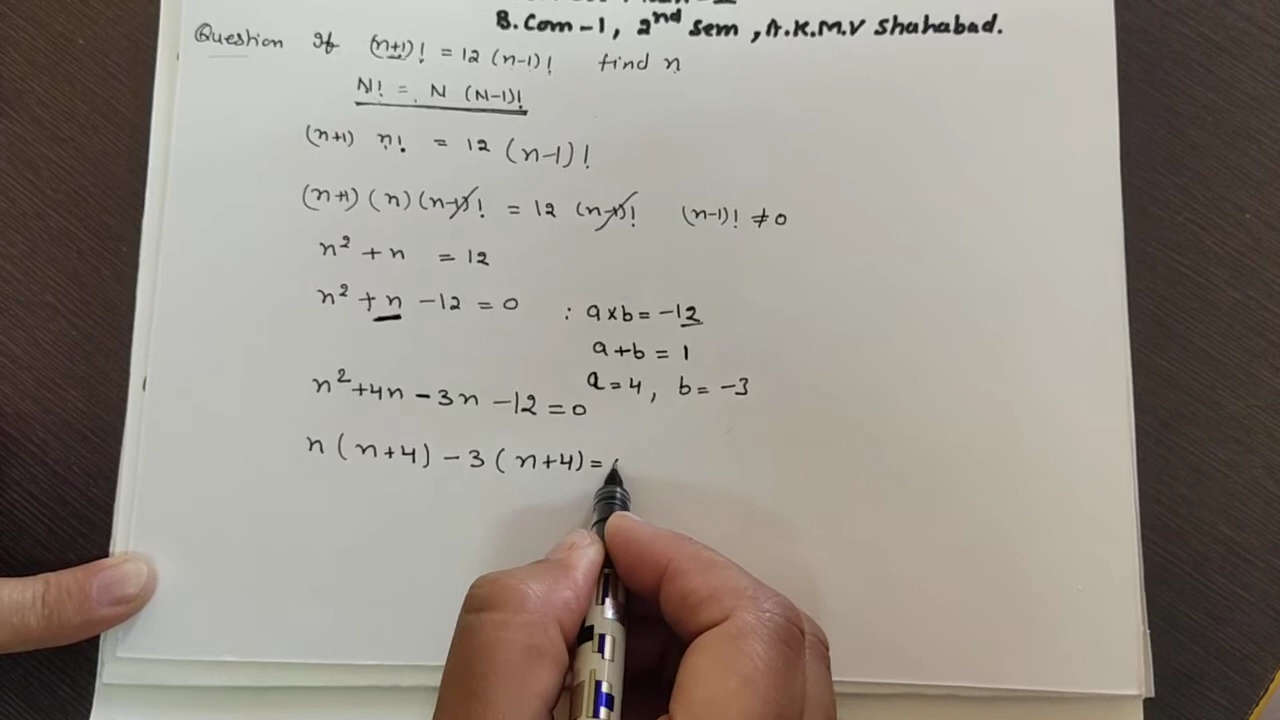 B.Com-1, 2nd sem, A.K.M.V Shahabad.
Question If (n+1)! = 12 (n-1)! find n
N! = N (N-1)!
(n+1) n! = 12 (n-1)!
(n+1) (n) (n-1)! = 12 (n-1)! (n-1)! ≠ 0
n² + n = 12
n² + n - 12 = 0 : a×b = -12
a+b = 1
a = 4, b = -3
n² + 4n - 3n - 12 = 0
n (n+4) - 3 (n+4) =